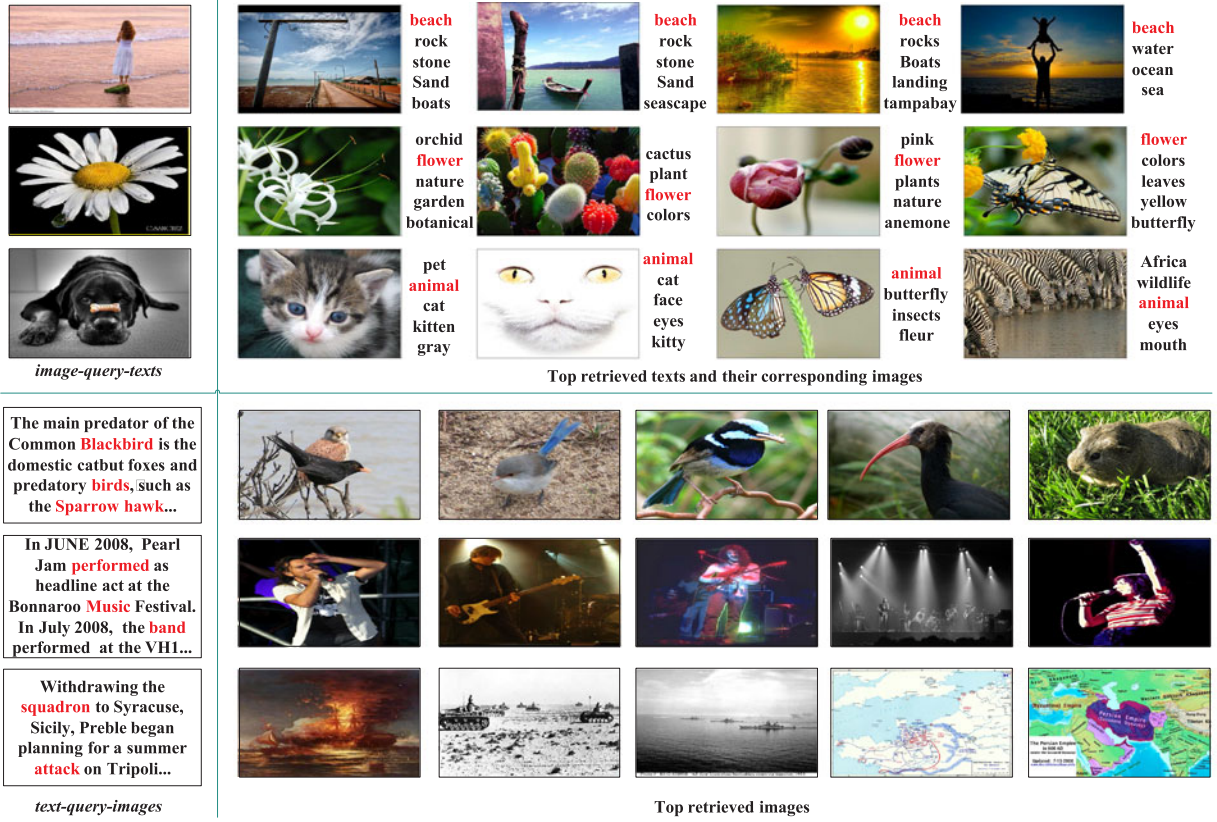 beach
rock
stone
Sand
boats
beach
rock
stone
Sand
seascape
beach
rocks
Boats
landing
tampabay
beach
water
ocean
sea
orchid
flower
nature
garden
botanical
cactus
plant
flower
colors
pink
flower
plants
nature
anemone
flower
colors
leaves
yellow
butterfly
pet
animal
cat
kitten
gray
animal
cat
face
eyes
kitty
animal
butterfly
insects
fleur
Africa
wildlife
animal
eyes
mouth
image-query-texts
Top retrieved texts and their corresponding images
The main predator of the
Common Blackbird is the
domestic catbut foxes and
predatory birds, such as
the Sparrow hawk...
In JUNE 2008, Pearl
Jam performed as
headline act at the
Bonnaroo Music Festival.
In July 2008, the band
performed at the VH1...
Withdrawing the
squadron to Syracuse,
Sicily, Preble began
planning for a summer
attack on Tripoli...
Persian Empire
The Persian Empire
text-query-images
Top retrieved images